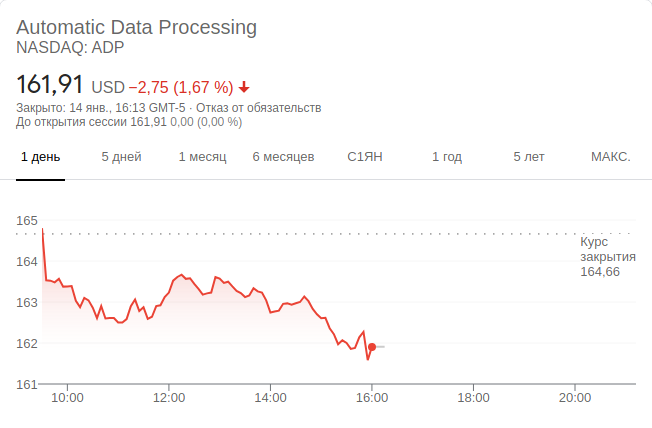 Automatic Data Processing
NASDAQ: ADP
161,91 USD −2,75 (1,67 %)
Закрыто: 14 янв., 16:13 GMT-5 · Отказ от обязательств
До открытия сессии 161,91 0,00 (0,00 %)
1 день 5 дней 1 месяц 6 месяцев С1ЯН 1 год 5 лет МАКС.
165
164
163
162
161
Курс
закрытия
164,66
10:00 12:00 14:00 16:00 18:00 20:00